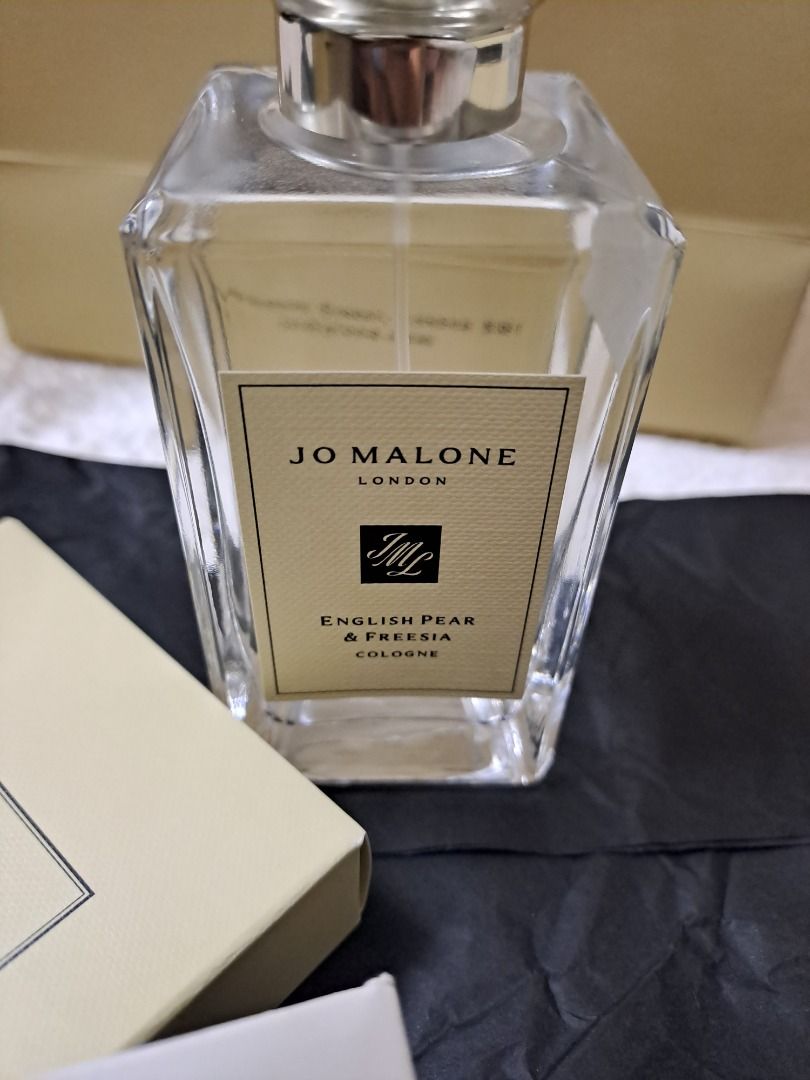 JO MALONE
LONDON
JML
ENGLISH PEAR
& FREESIA
COLOGNE